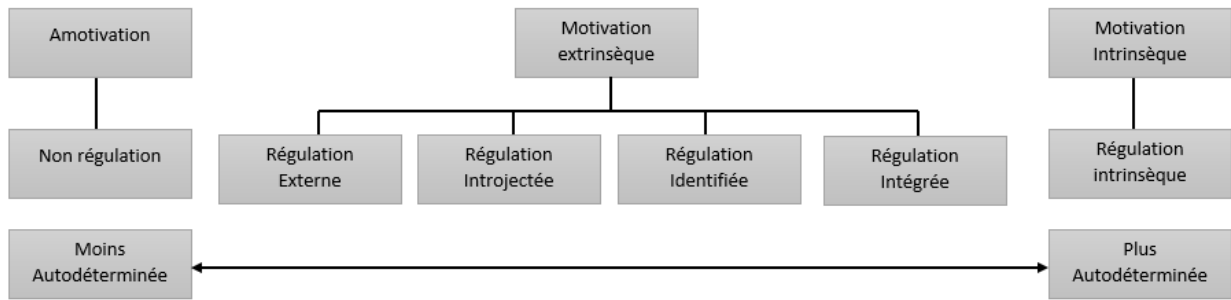 Amotivation
Motivation
extrinsèque
Motivation
Intrinsèque
Non régulation
Régulation
Externe
Régulation
Introjectée
Régulation
Identifiée
Régulation
Intégrée
Régulation
intrinsèque
Moins
Autodéterminée
Plus
Autodéterminée